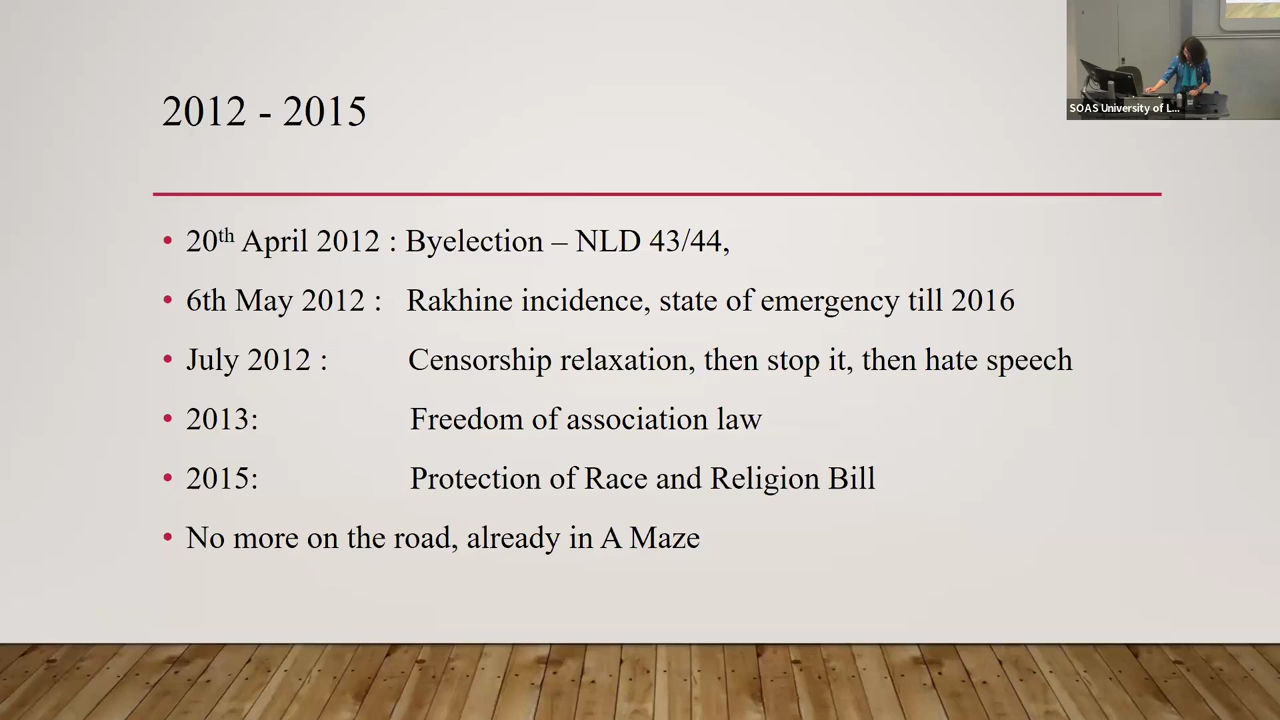 SOAS University of L...
2012 - 2015
• 20th April 2012 : Byelection – NLD 43/44,
• 6th May 2012 : Rakhine incidence, state of emergency till 2016
• July 2012 : Censorship relaxation, then stop it, then hate speech
• 2013: Freedom of association law
• 2015: Protection of Race and Religion Bill
• No more on the road, already in A Maze